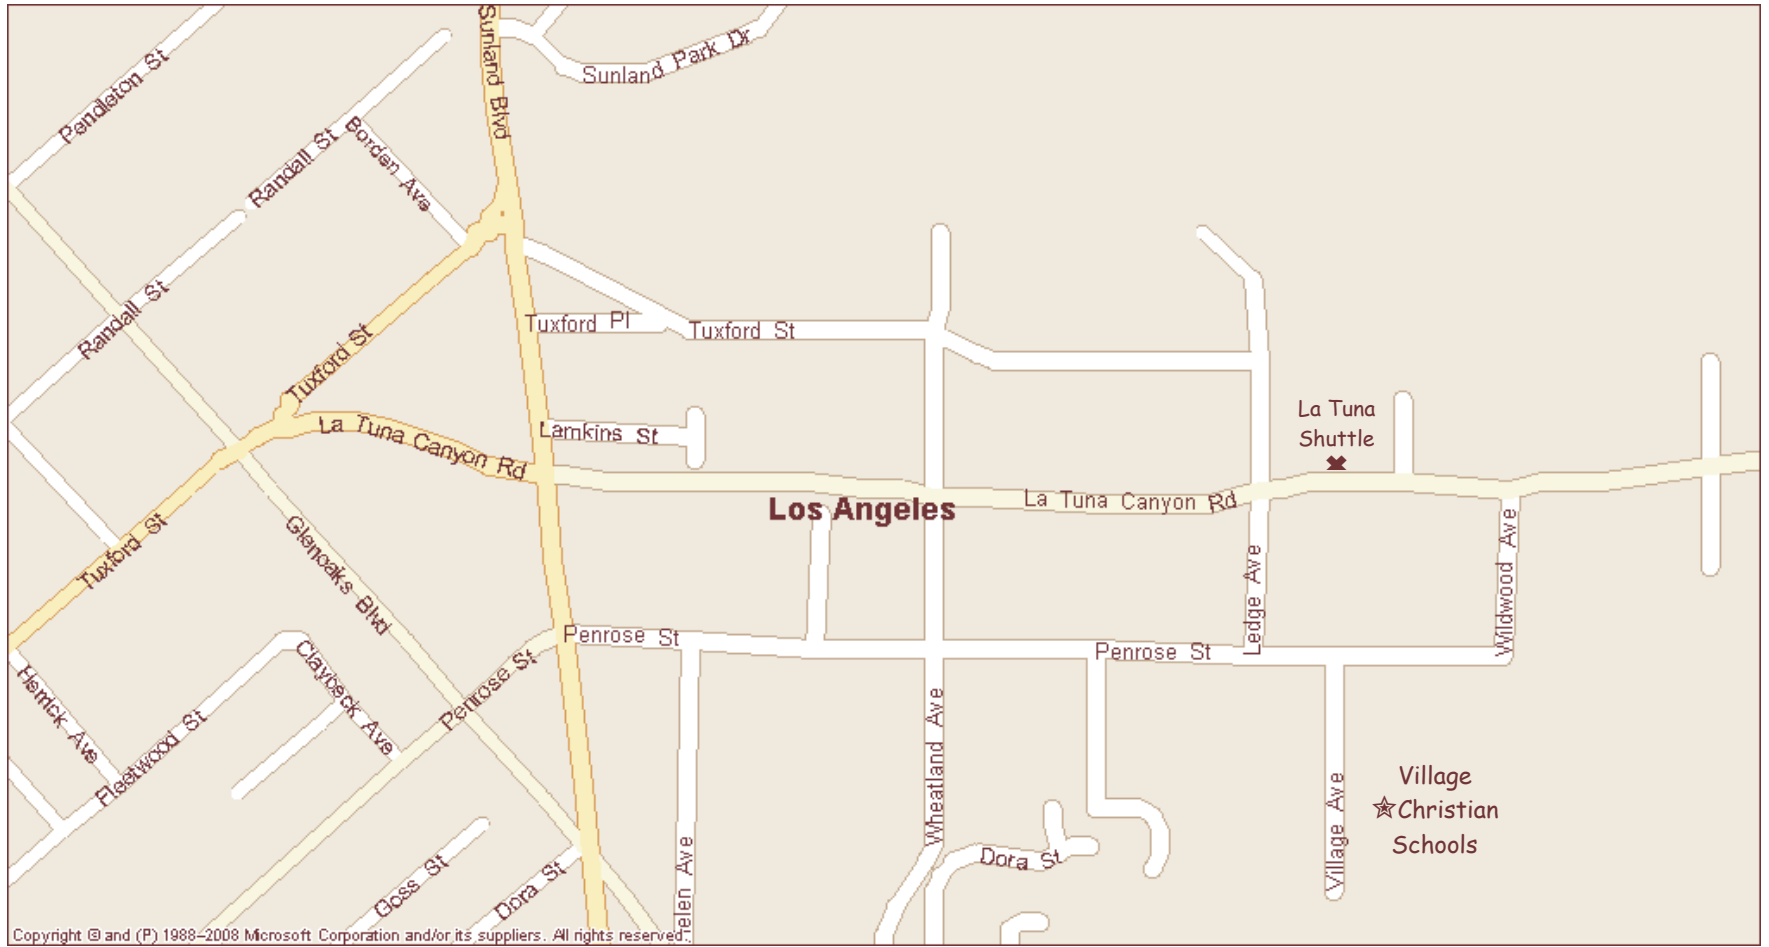 Sunland Blvd
Sunland Park Dr
Pendleton St
Randall St
Borden Ave
Randall St
Tuxford St
Tuxford Pl
Tuxford St
La Tuna
Shuttle
La Tuna Canyon Rd
Lamkins St
La Tuna Canyon Rd
Los Angeles
Tuxford St
Glenoaks Blvd
Ledge Ave
Wildwood Ave
Penrose St
Penrose St
Penrose St
Claybeck Ave
Herrick Ave
Fleetwood St
Wheatland Ave
Village Ave
Village
Christian
Schools
Dora St
Goss St
Dora St
elen Ave
Copyright © and (P) 1988–2008 Microsoft Corporation and/or its suppliers. All rights reserved.